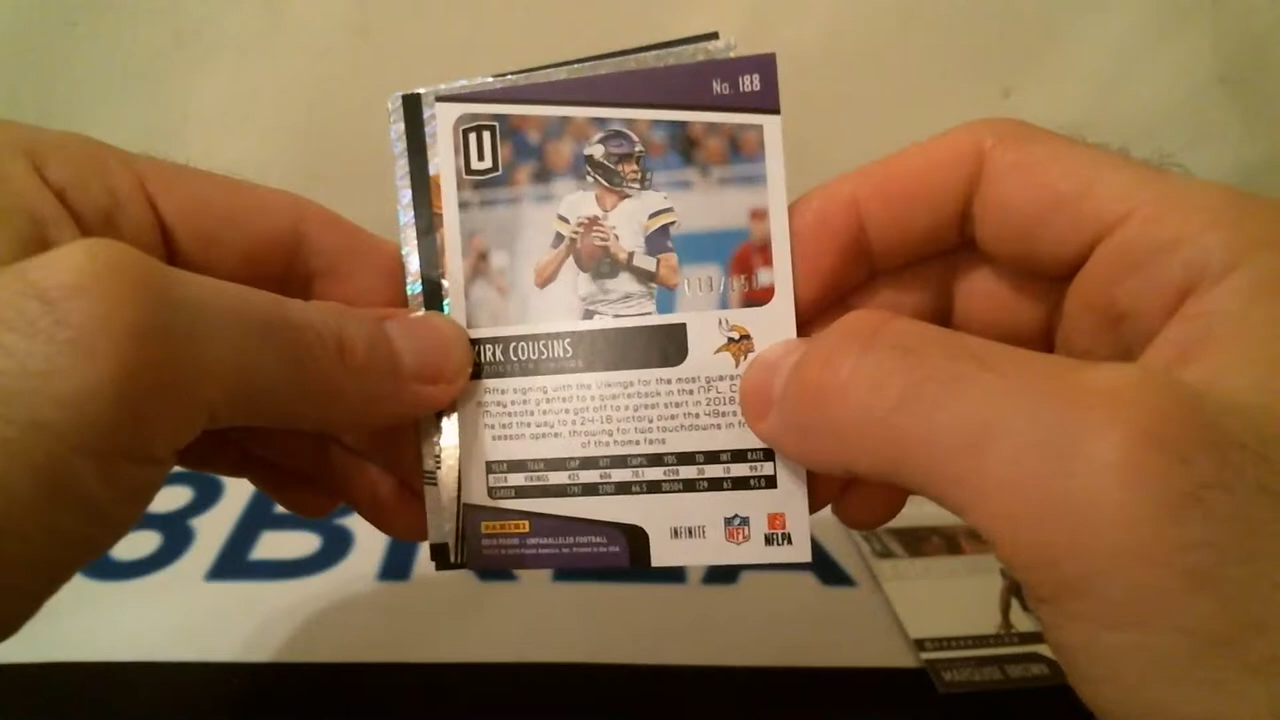 No. 188
U
KIRK COUSINS
After signing with the Vikings for the most guaran
money ever granted to a quarterback in the NFL, C
Minnesota tenure got off to a great start in 2018,
he led the way to a 24-16 victory over the 49ers
season opener, throwing for two touchdowns in fr
of the home fans
YEAR TEAM CMP ATT CMP% YDS TD INT RATE
2018 VIKINGS 425 606 70.1 4298 30 10 99.7
CAREER 1797 2702 66.5 20504 129 65 95.0
PANINI
2019 PANINI - UNPARALLELED FOOTBALL
INFINITE
NFL
NFLPA
8BREA
MARQUISE BROWN